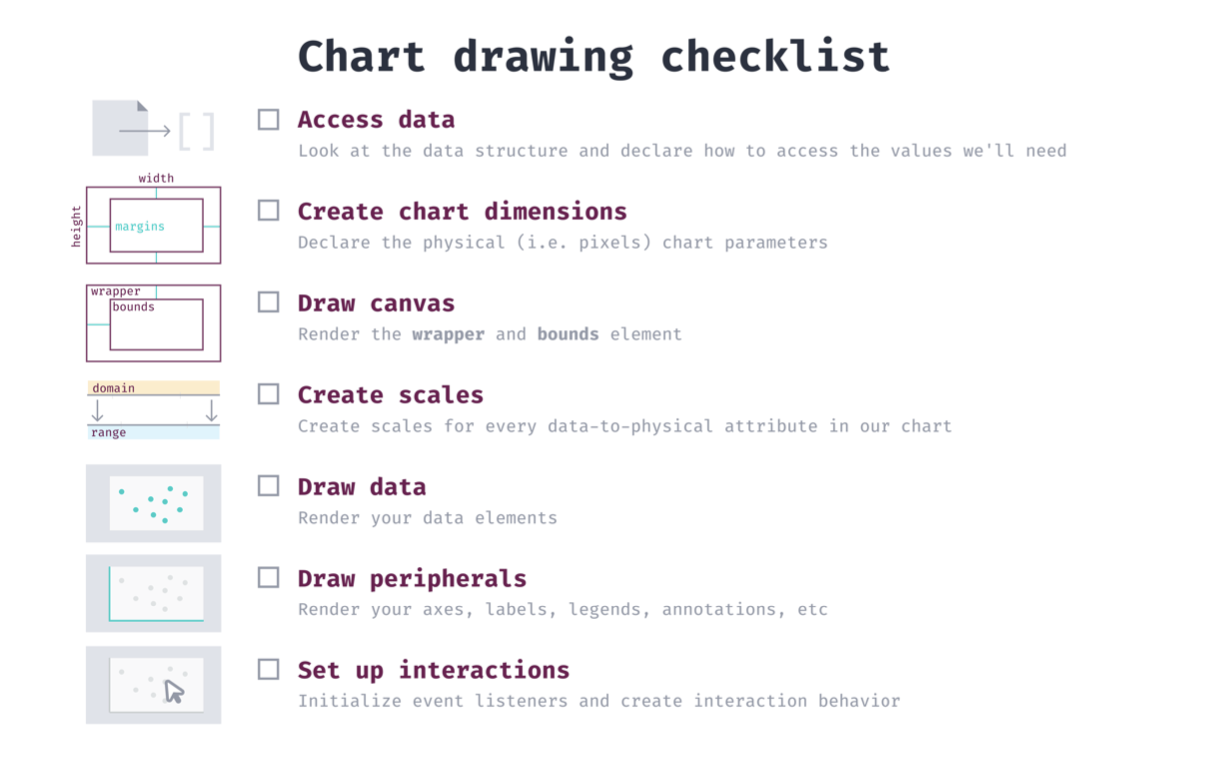 Chart drawing checklist
Access data
Look at the data structure and declare how to access the values we'll need
width
height
margins
Create chart dimensions
Declare the physical (i.e. pixels) chart parameters
wrapper
bounds
Draw canvas
Render the wrapper and bounds element
domain
range
Create scales
Create scales for every data-to-physical attribute in our chart
Draw data
Render your data elements
Draw peripherals
Render your axes, labels, legends, annotations, etc
Set up interactions
Initialize event listeners and create interaction behavior